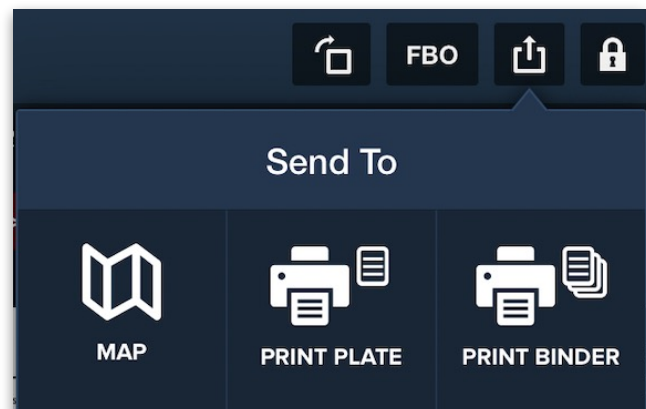 FBO
Send To
MAP
PRINT PLATE
PRINT BINDER